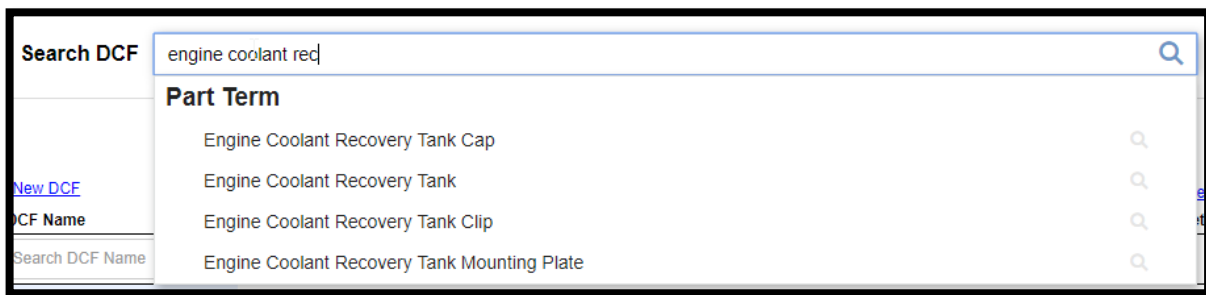 Search DCF engine coolant rec
Part Term
Engine Coolant Recovery Tank Cap
Engine Coolant Recovery Tank
New DCF
Engine Coolant Recovery Tank Clip
DCF Name
Engine Coolant Recovery Tank Mounting Plate
Search DCF Name